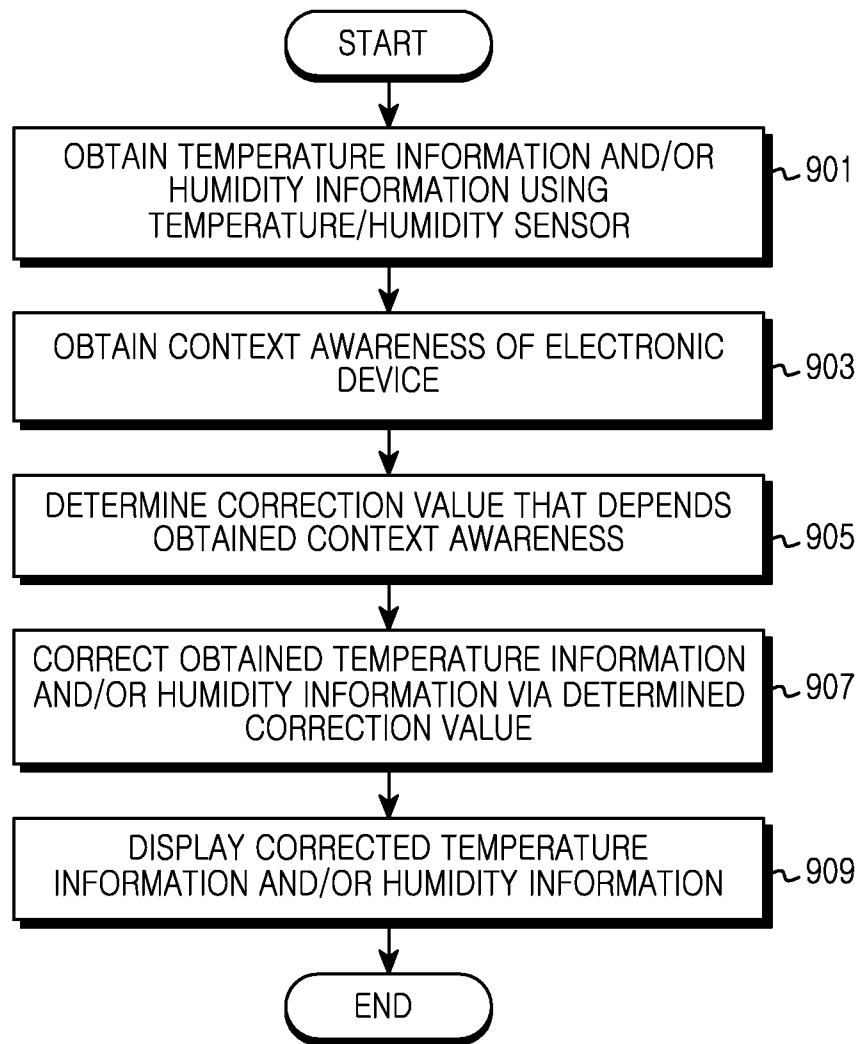 START
OBTAIN TEMPERATURE INFORMATION AND/OR
HUMIDITY INFORMATION USING
TEMPERATURE/HUMIDITY SENSOR
901
OBTAIN CONTEXT AWARENESS OF ELECTRONIC
DEVICE
903
DETERMINE CORRECTION VALUE THAT DEPENDS
OBTAINED CONTEXT AWARENESS
905
CORRECT OBTAINED TEMPERATURE INFORMATION
AND/OR HUMIDITY INFORMATION VIA DETERMINED
CORRECTION VALUE
907
DISPLAY CORRECTED TEMPERATURE
INFORMATION AND/OR HUMIDITY INFORMATION
909
END